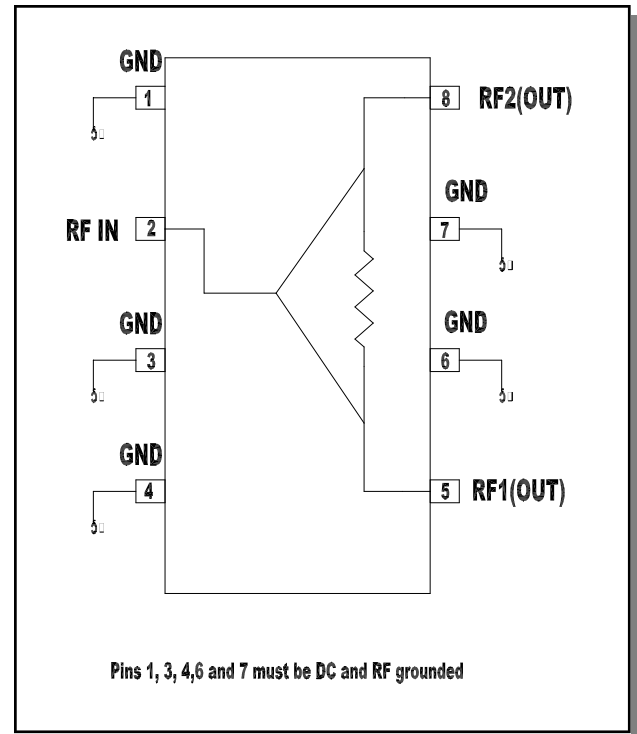 GND
1
8 RF2(OUT)
GND
RF IN 2
7
GND
GND
3
6
GND
4
5 RF1(OUT)
Pins 1, 3, 4,6 and 7 must be DC and RF grounded